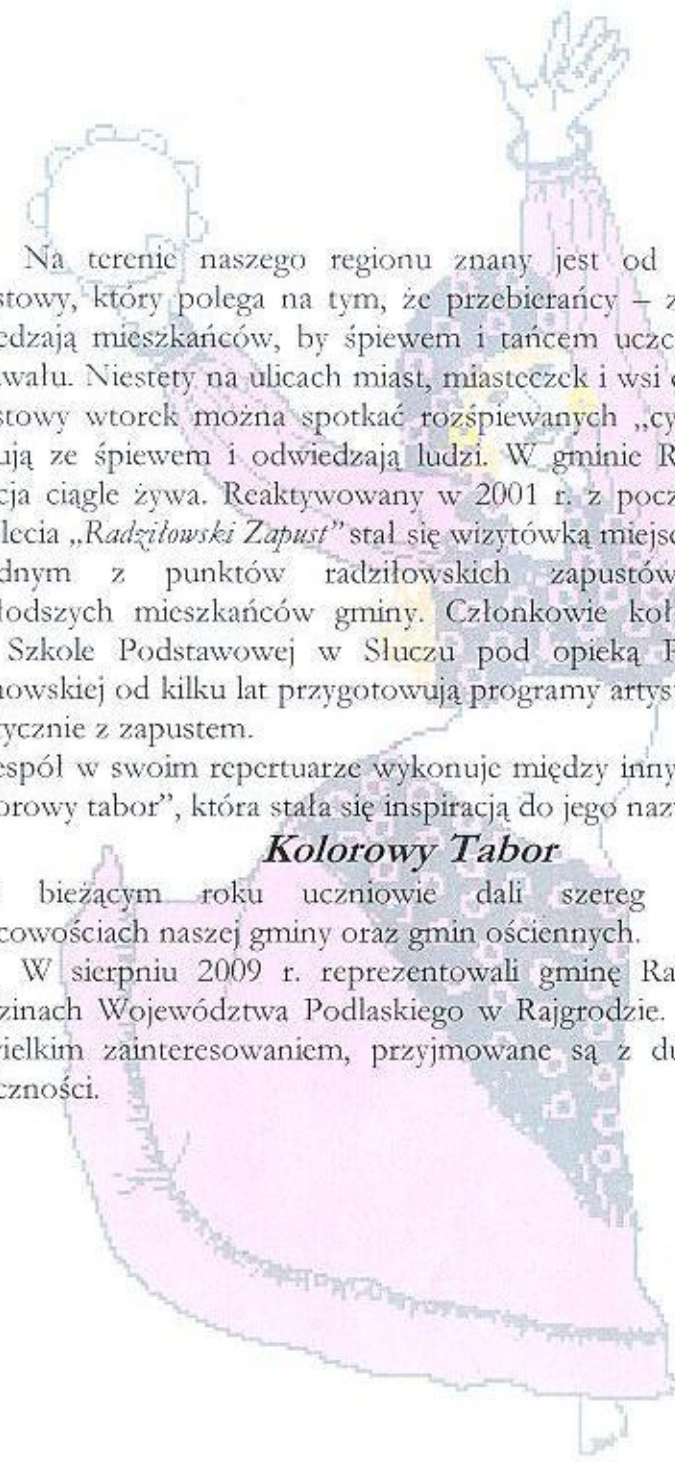 Na terenie naszego regionu znany jest od
stowy, który polega na tym, że przebierańcy – z
edzają mieszkańców, by śpiewem i tańcem uczc
wału. Niestety na ulicach miast, miasteczek i wsi c
stowy wtorek można spotkać rozśpiewanych „cy
ują ze śpiewem i odwiedzają ludzi. W gminie R
cja ciągle żywa. Reaktywowany w 2001 r. z pocz
lecia „Radziłowski Zapust” stał się wizytówką miejsc
dnym z punktów radziłowskich zapustów
łodszych mieszkańców gminy. Członkowie koł
Szkole Podstawowej w Słuczu pod opieką P
nowskiej od kilku lat przygotowują programy artys
ycznie z zapustem.
espół w swoim repertuarze wykonuje między inny
orowy tabor”, która stała się inspiracją do jego naz
Kolorowy Tabor
bieżącym roku uczniowie dali szereg
cowościach naszej gminy oraz gmin ościennych.
W sierpniu 2009 r. reprezentowali gminę Ra
zinach Województwa Podlaskiego w Rajgrodzie.
ielkim zainteresowaniem, przyjmowane są z du
czności.